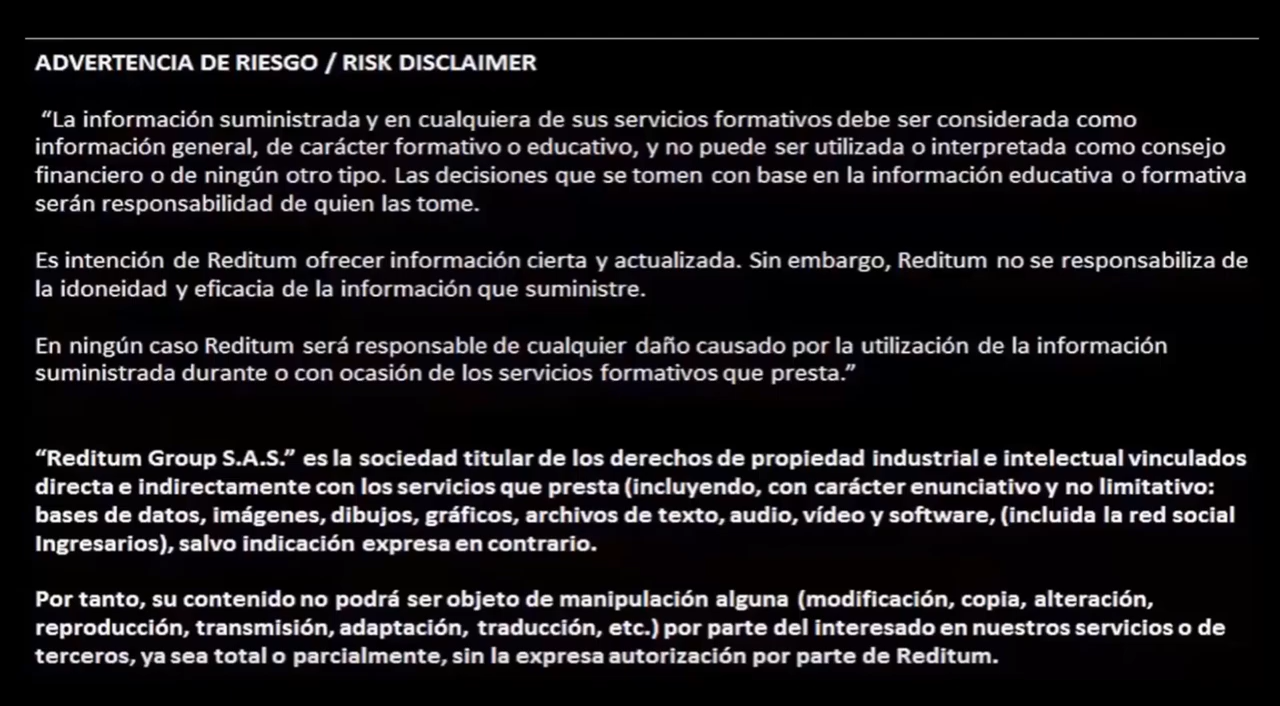 ADVERTENCIA DE RIESGO / RISK DISCLAIMER
“La información suministrada y en cualquiera de sus servicios formativos debe ser considerada como
información general, de carácter formativo o educativo, y no puede ser utilizada o interpretada como consejo
financiero o de ningún otro tipo. Las decisiones que se tomen con base en la información educativa o formativa
serán responsabilidad de quien las tome.
Es intención de Reditum ofrecer información cierta y actualizada. Sin embargo, Reditum no se responsabiliza de
la idoneidad y eficacia de la información que suministre.
En ningún caso Reditum será responsable de cualquier daño causado por la utilización de la información
suministrada durante o con ocasión de los servicios formativos que presta.”
“Reditum Group S.A.S.” es la sociedad titular de los derechos de propiedad industrial e intelectual vinculados
directa e indirectamente con los servicios que presta (incluyendo, con carácter enunciativo y no limitativo:
bases de datos, imágenes, dibujos, gráficos, archivos de texto, audio, vídeo y software, (incluida la red social
Ingresarios), salvo indicación expresa en contrario.
Por tanto, su contenido no podrá ser objeto de manipulación alguna (modificación, copia, alteración,
reproducción, transmisión, adaptación, traducción, etc.) por parte del interesado en nuestros servicios o de
terceros, ya sea total o parcialmente, sin la expresa autorización por parte de Reditum.